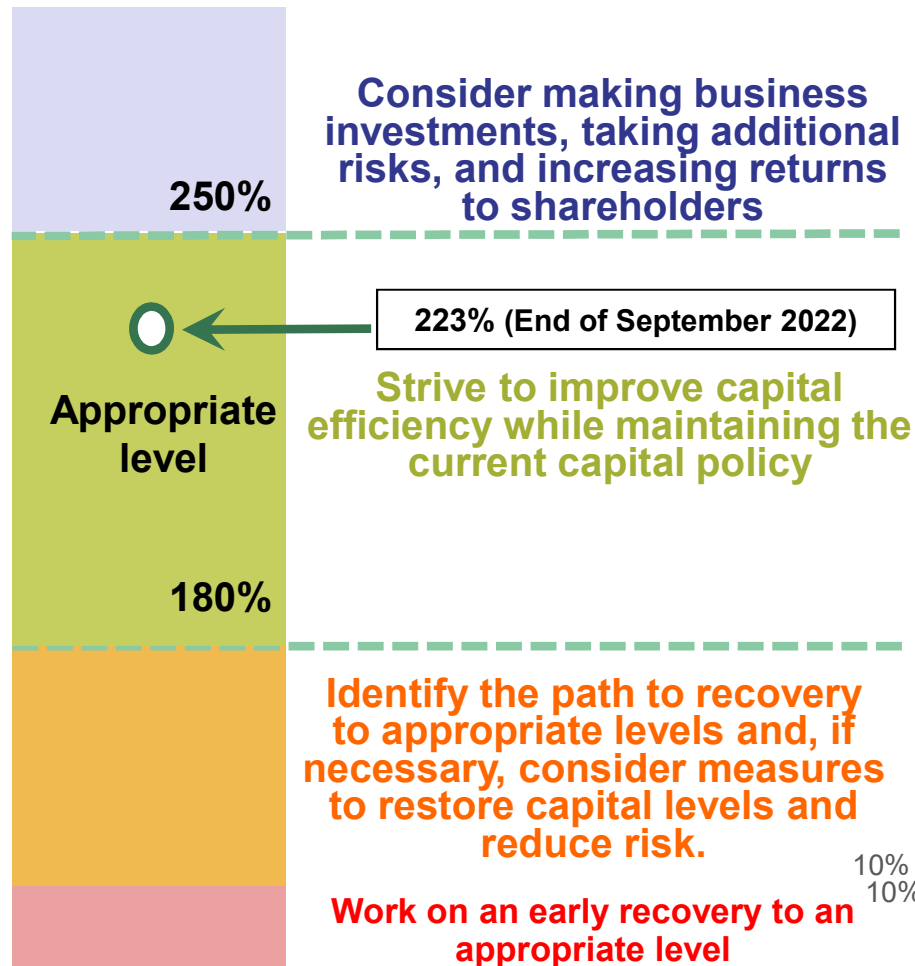 Consider making business
investments, taking additional
risks, and increasing returns
to shareholders
250%
223% (End of September 2022)
Appropriate
level
Strive to improve capital
efficiency while maintaining the
current capital policy
180%
Identify the path to recovery
to appropriate levels and, if
necessary, consider measures
to restore capital levels and
reduce risk.
10%
10%
Work on an early recovery to an
appropriate level